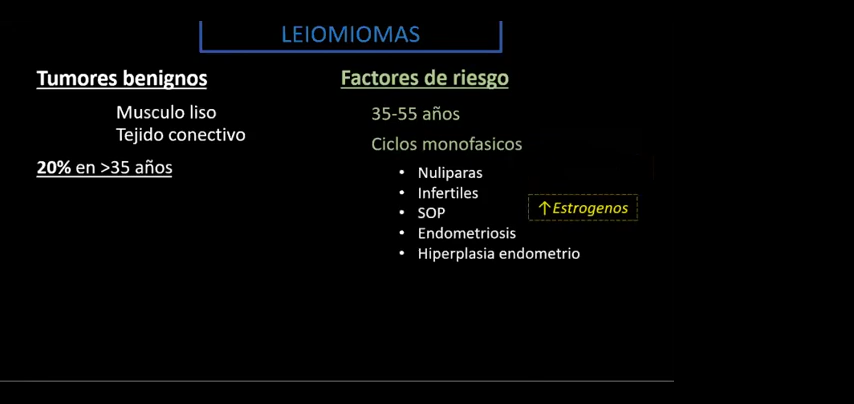 LEIOMIOMAS
Tumores benignos
Musculo liso
Tejido conectivo
20% en >35 años
Factores de riesgo
35-55 años
Ciclos monofasicos
• Nuliparas
• Infertiles
• SOP
• Endometriosis
• Hiperplasia endometrio
↑Estrogenos